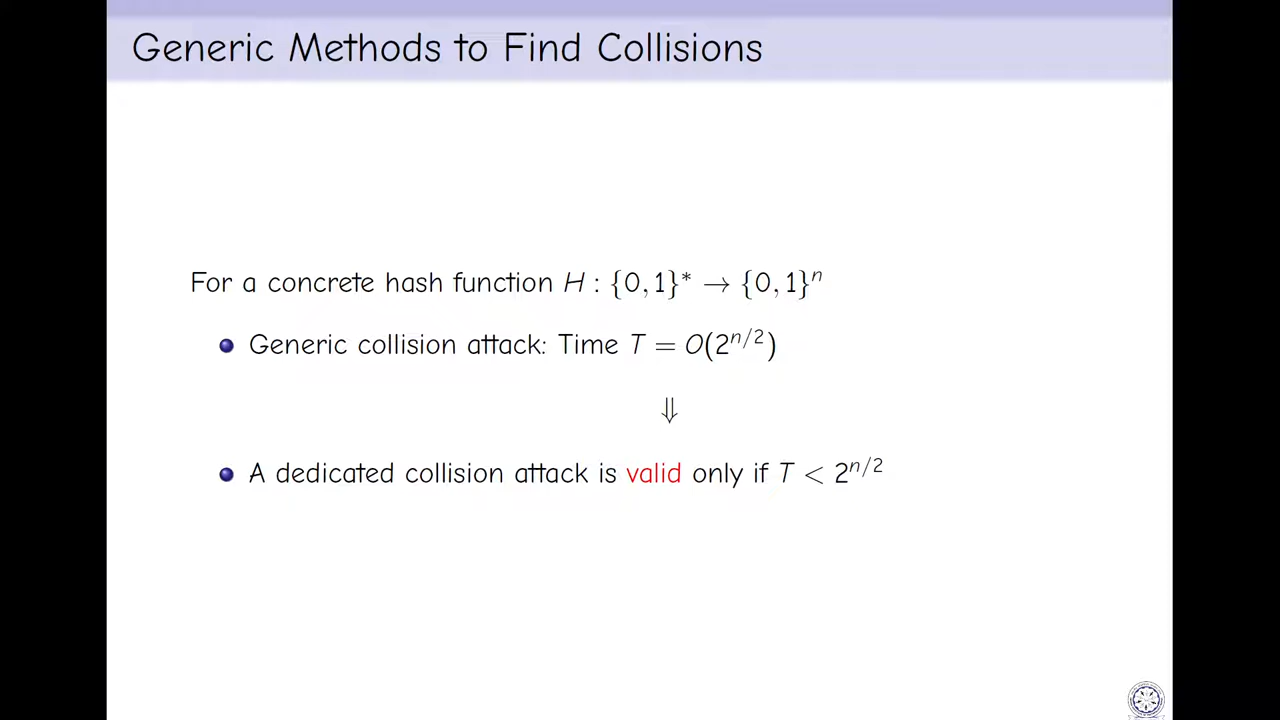 Generic Methods to Find Collisions
For a concrete hash function H : {0, 1}* → {0, 1}ⁿ
Generic collision attack: Time T = O(2^{n/2})
⇓
A dedicated collision attack is valid only if T < 2^{n/2}